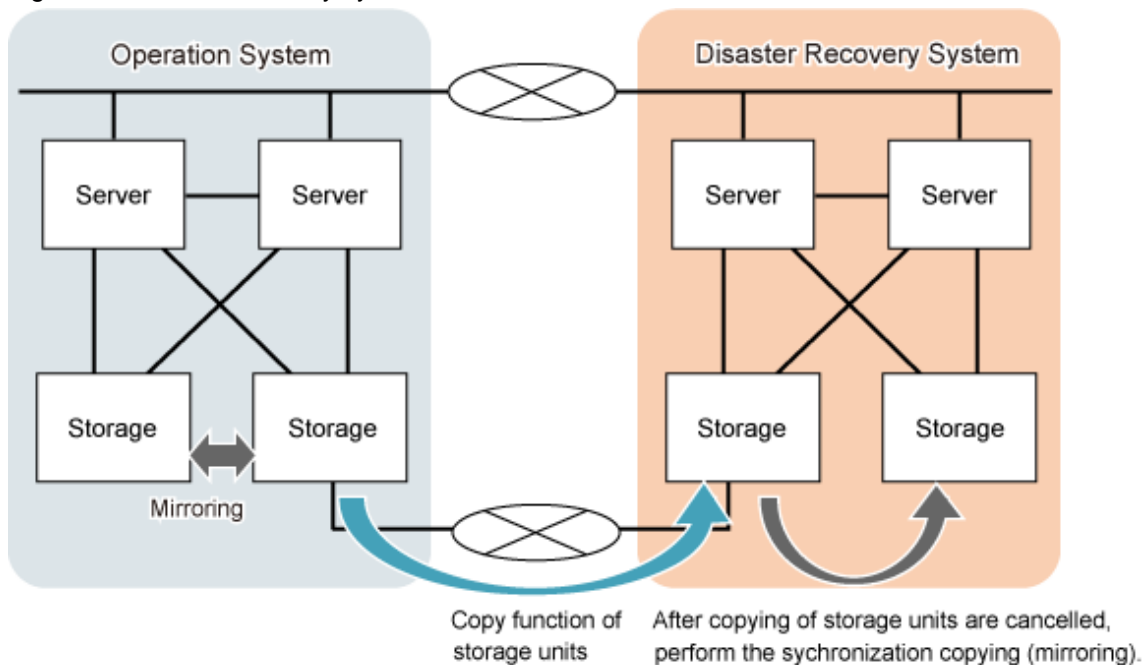 Operation System
Disaster Recovery System
Server
Server
Server
Server
Storage
Storage
Storage
Storage
Mirroring
Copy function of
storage units
After copying of storage units are cancelled,
perform the sychronization copying (mirroring).